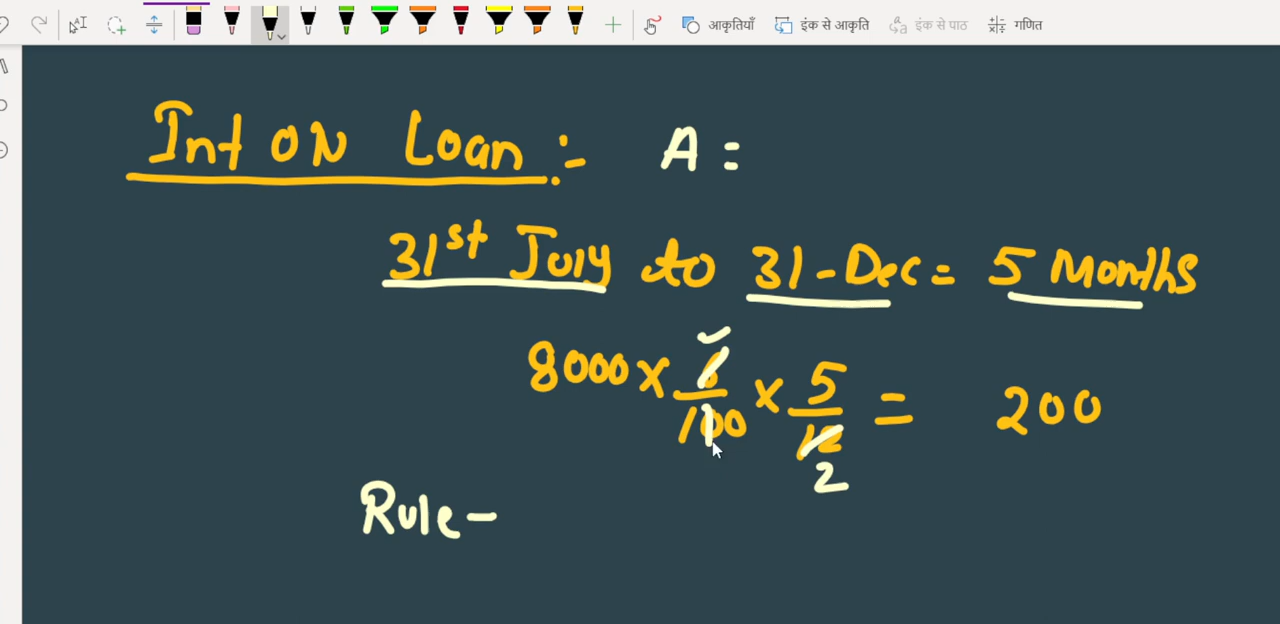 आकृतियाँ इंक से आकृति इंक से पाठ गणित
Int ON Loan :- A =
31st July to 31-Dec = 5 Months
8000 x 6/100 x 5/12 = 200
2
Rule -